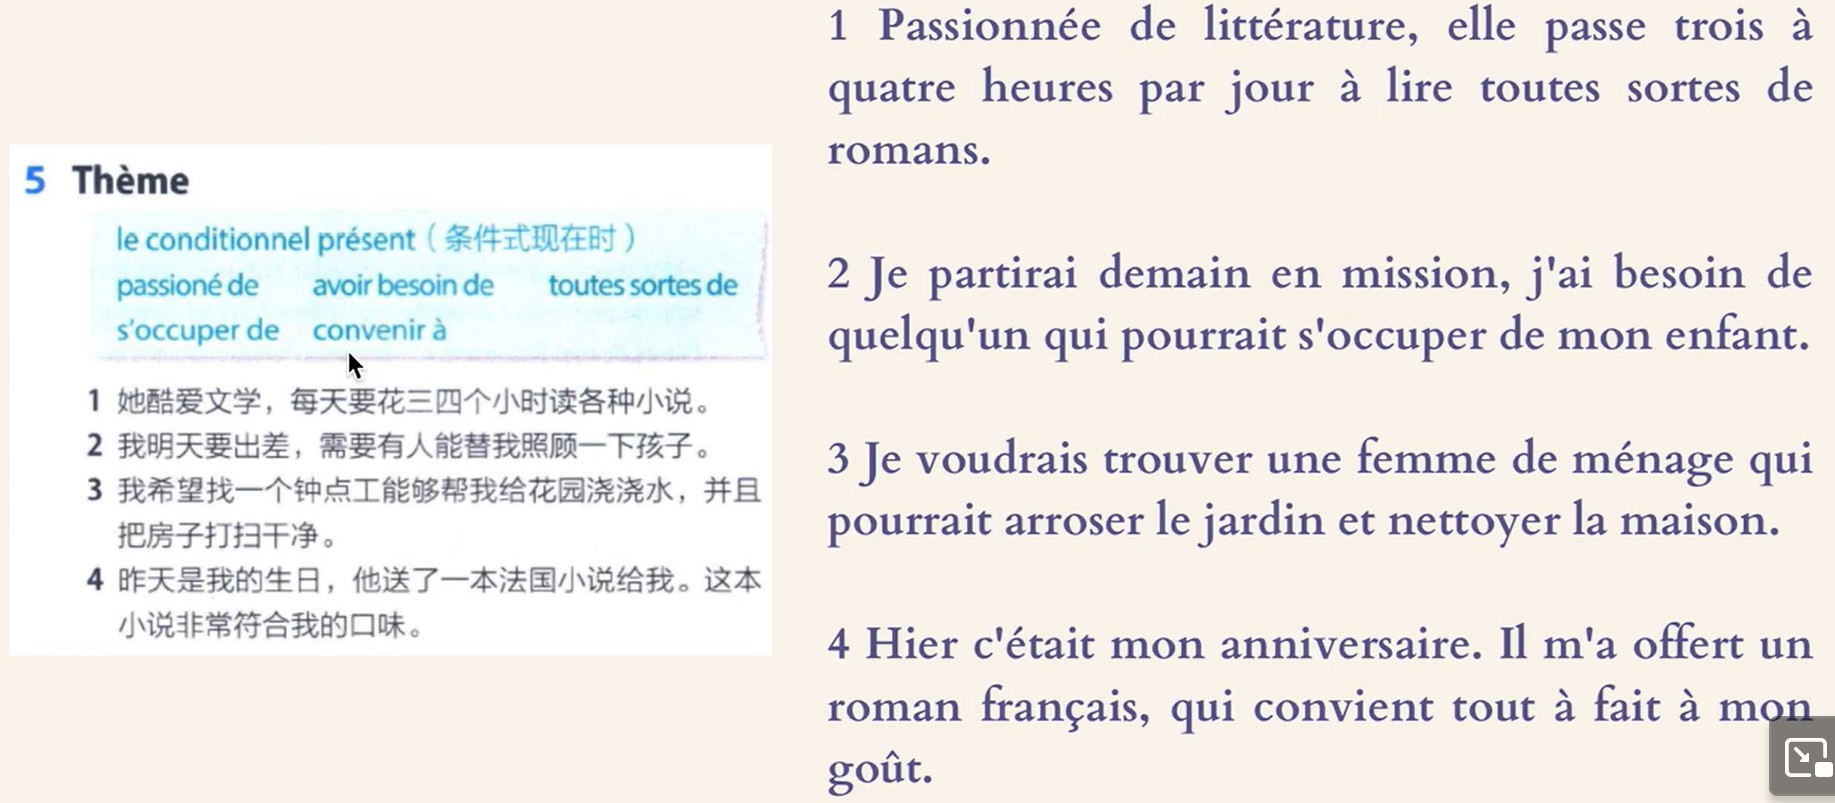 5 Thème
le conditionnel présent（条件式现在时）
passioné de avoir besoin de toutes sortes de
s'occuper de convenir à
1 她酷爱文学，每天要花三四个小时读各种小说。
2 我明天要出差，需要有人能替我照顾一下孩子。
3 我希望找一个钟点工能够帮我给花园浇浇水，并且
把房子打扫干净。
4 昨天是我的生日，他送了一本法国小说给我。这本
小说非常符合我的口味。
1 Passionnée de littérature, elle passe trois à
quatre heures par jour à lire toutes sortes de
romans.
2 Je partirai demain en mission, j'ai besoin de
quelqu'un qui pourrait s'occuper de mon enfant.
3 Je voudrais trouver une femme de ménage qui
pourrait arroser le jardin et nettoyer la maison.
4 Hier c'était mon anniversaire. Il m'a offert un
roman français, qui convient tout à fait à mon
goût.